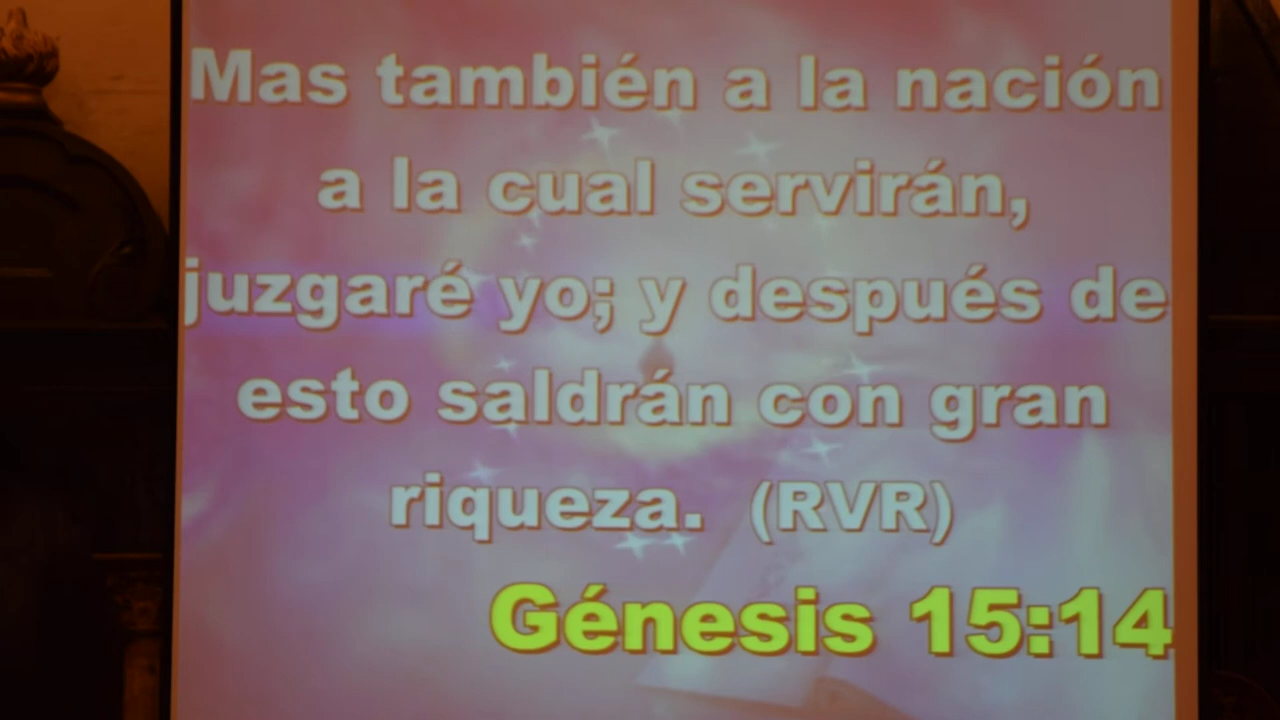 Mas también a la nación
a la cual servirán,
juzgaré yo; y después de
esto saldrán con gran
riqueza. (RVR)
Génesis 15:14